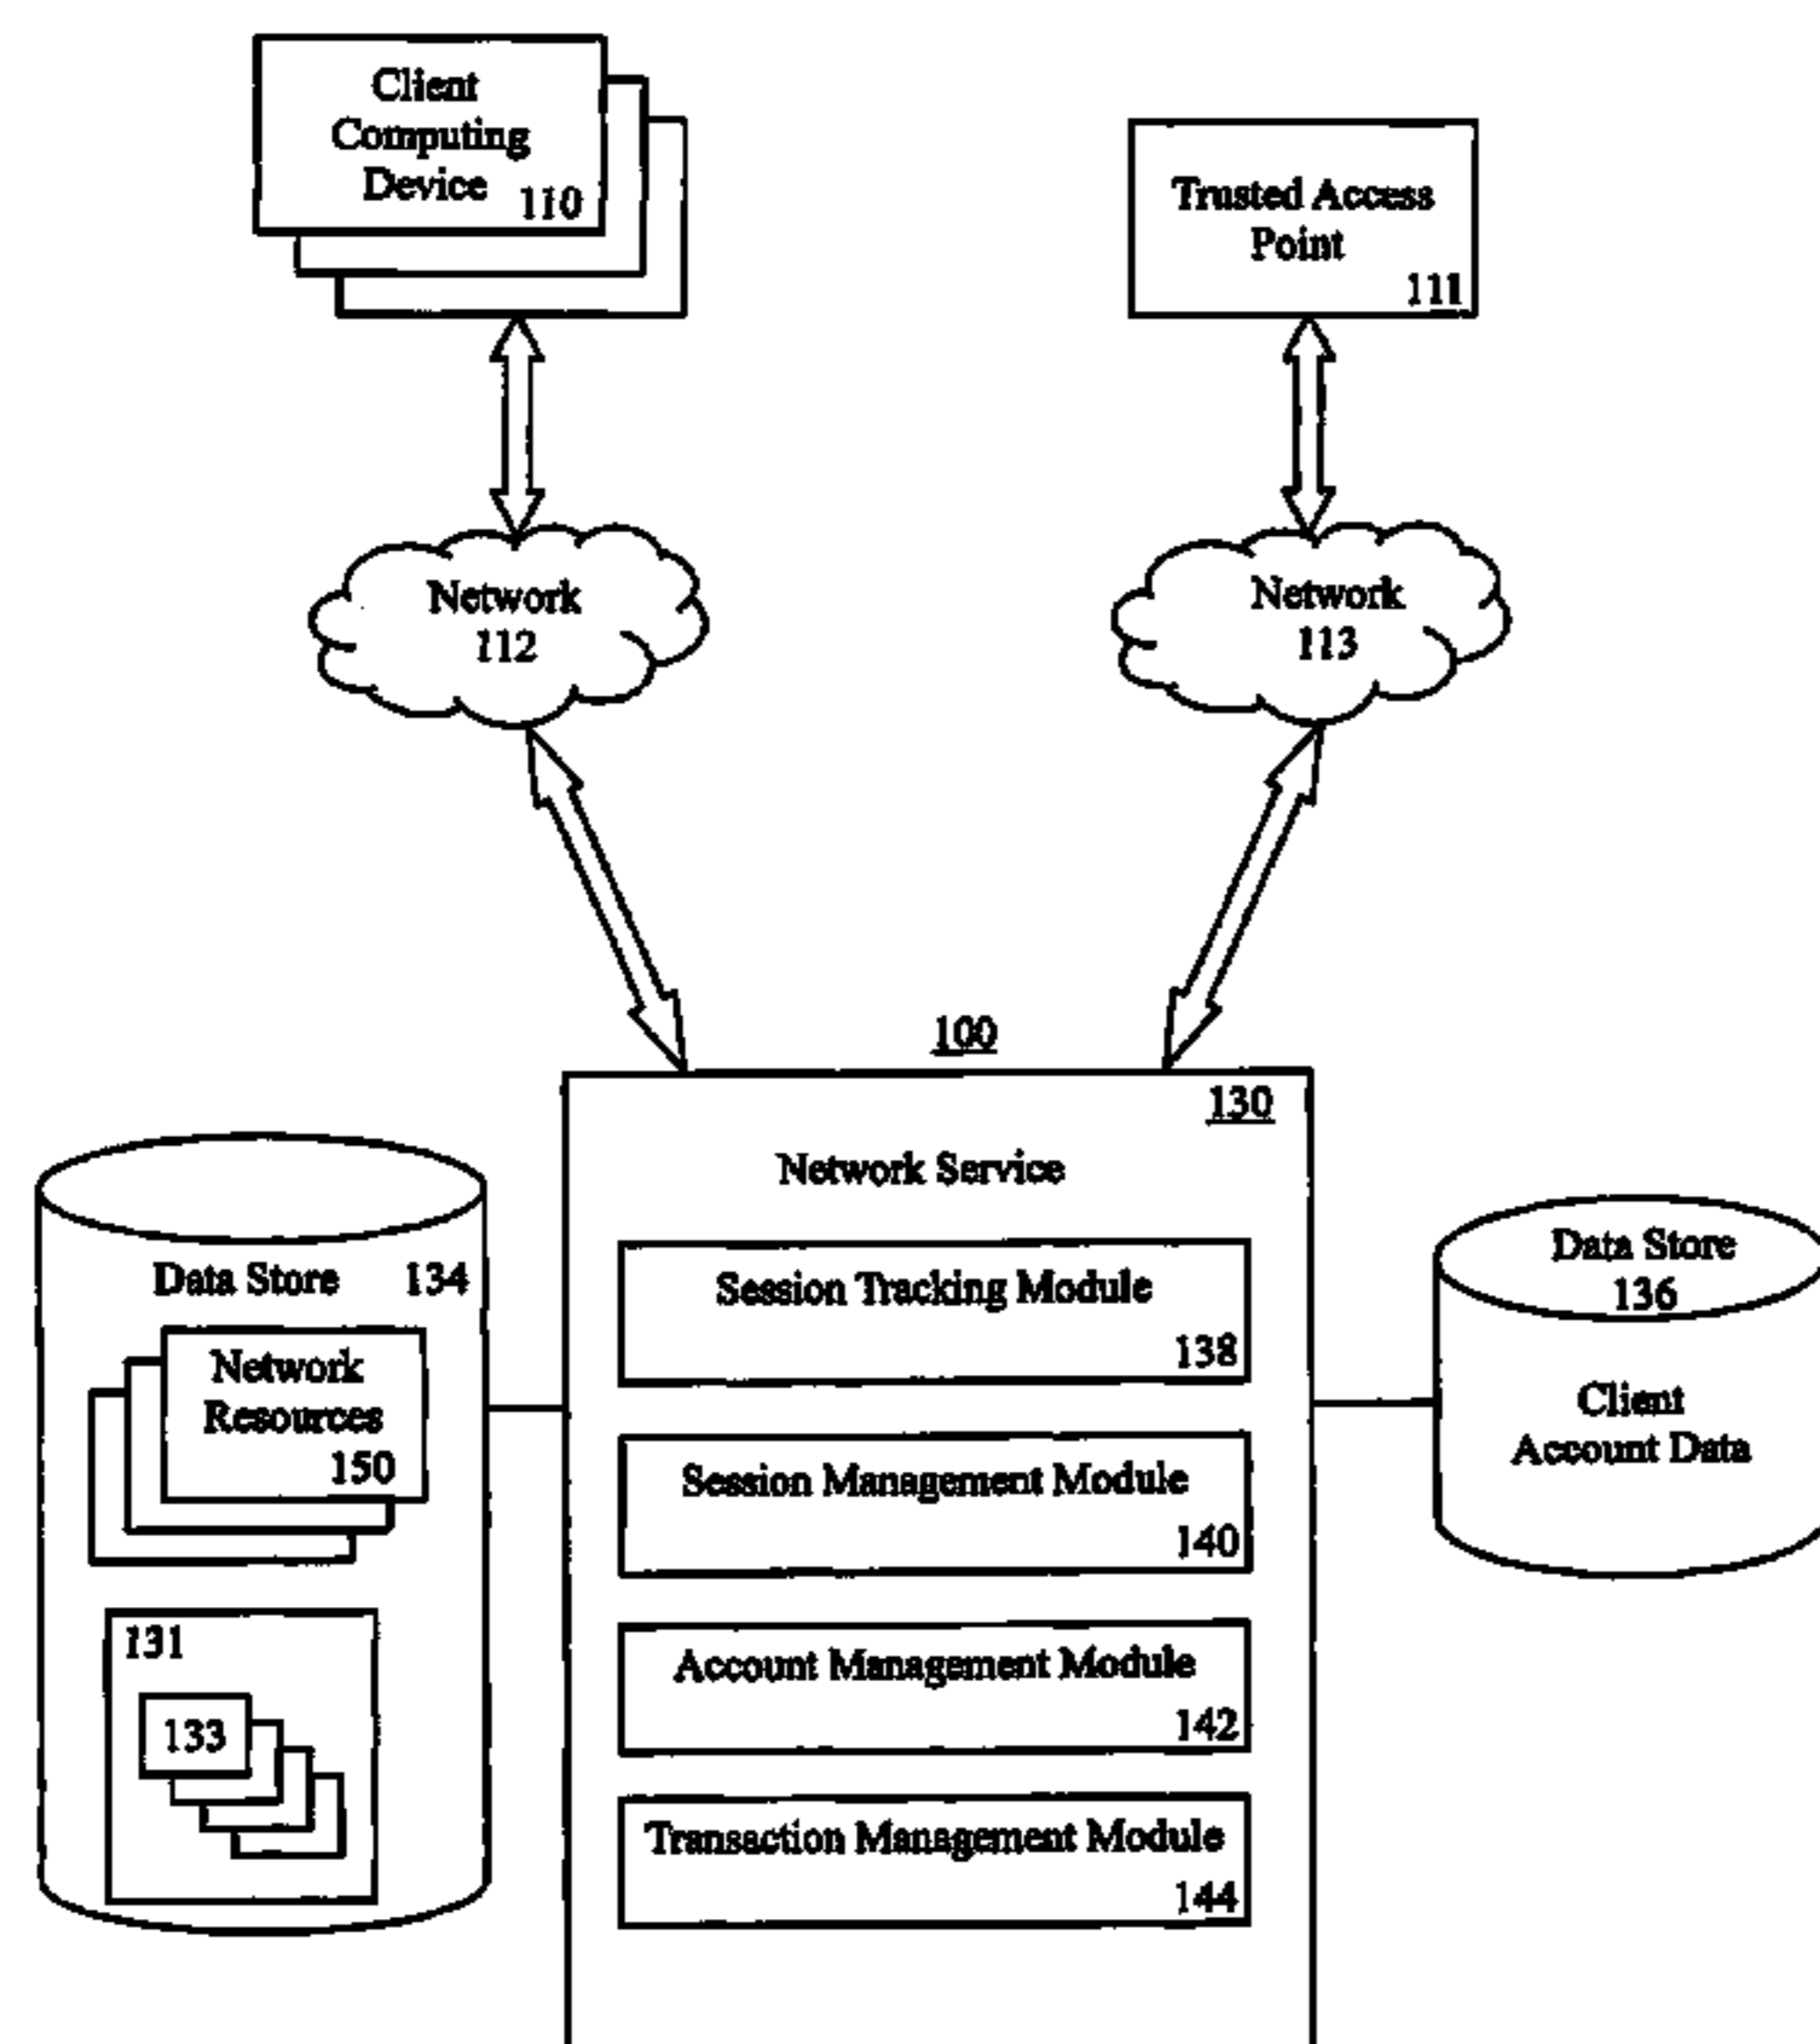 Client
Computing
Device
110
Trusted Access
Point
111
Network
112
Network
113
100
130
Network Service
Session Tracking Module
138
Session Management Module
140
Account Management Module
142
Transaction Management Module
144
Data Store 134
Network
Resources
150
131
133
Data Store
136
Client
Account Data